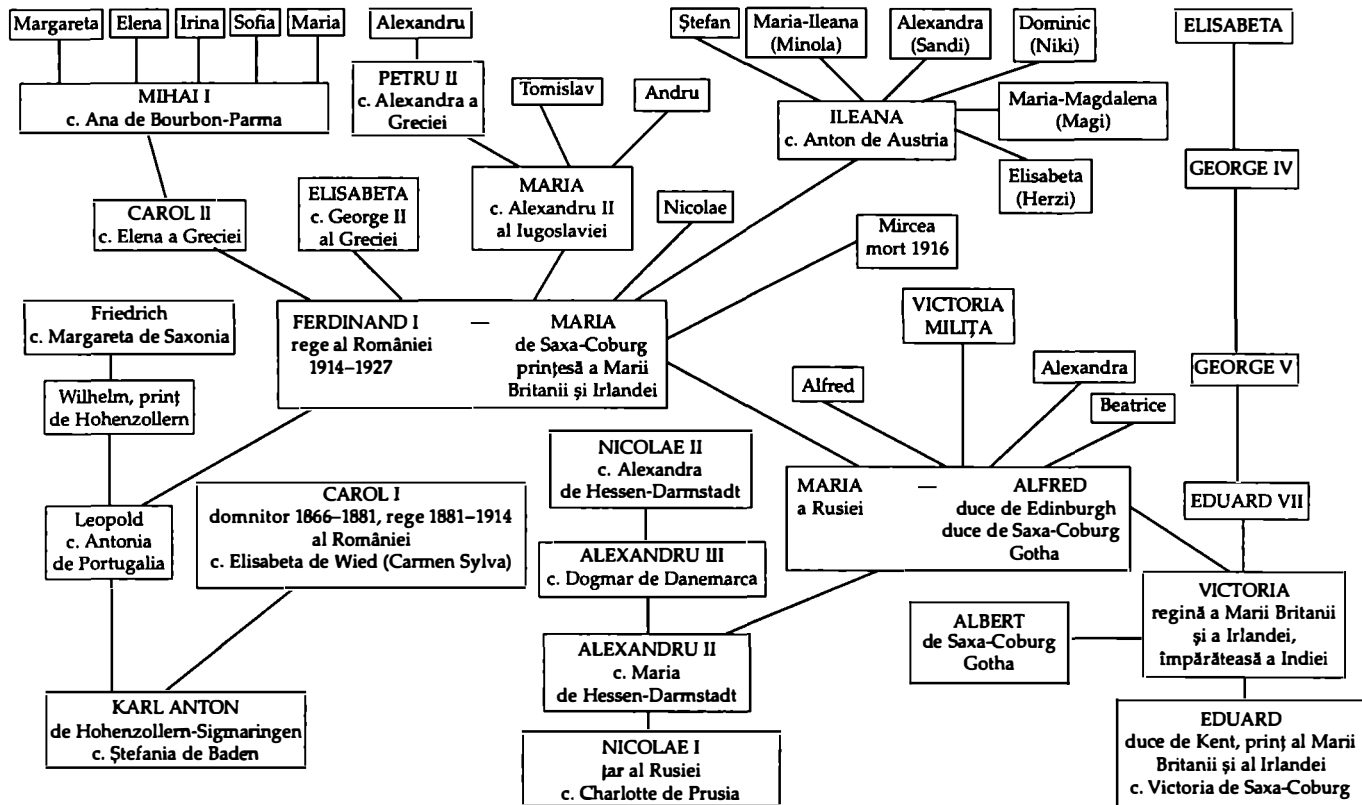 Margareta
Elena
Irina
Sofia
Maria
MIHAI I
c. Ana de Bourbon-Parma
Alexandru
PETRU II
c. Alexandra a
Greciei
Tomislav
Andru
Ștefan
Maria-Ileana
(Minola)
Alexandra
(Sandi)
Dominic
(Niki)
ILEANA
c. Anton de Austria
Maria-Magdalena
(Magi)
Elisabeta
(Herzi)
ELISABETA
GEORGE IV
CAROL II
c. Elena a Greciei
ELISABETA
c. George II
al Greciei
MARIA
c. Alexandru II
al Iugoslaviei
Nicolae
Mircea
mort 1916
Friedrich
c. Margareta de Saxonia
FERDINAND I — MARIA
rege al României de Saxa-Coburg
1914–1927 prințesă a Marii
Britanii și Irlandei
VICTORIA
MILIȚA
GEORGE V
Wilhelm, prinț
de Hohenzollern
Alfred
Alexandra
Beatrice
NICOLAE II
c. Alexandra
de Hessen-Darmstadt
MARIA — ALFRED
a Rusiei duce de Edinburgh
duce de Saxa-Coburg
Gotha
EDUARD VII
Leopold
c. Antonia
de Portugalia
CAROL I
domnitor 1866–1881, rege 1881–1914
al României
c. Elisabeta de Wied (Carmen Sylva)
ALEXANDRU III
c. Dogmar de Danemarca
ALBERT
de Saxa-Coburg
Gotha
VICTORIA
regină a Marii Britanii
și a Irlandei,
împărăteasă a Indiei
ALEXANDRU II
c. Maria
de Hessen-Darmstadt
KARL ANTON
de Hohenzollern-Sigmaringen
c. Ștefania de Baden
NICOLAE I
țar al Rusiei
c. Charlotte de Prusia
EDUARD
duce de Kent, prinț al Marii
Britanii și al Irlandei
c. Victoria de Saxa-Coburg